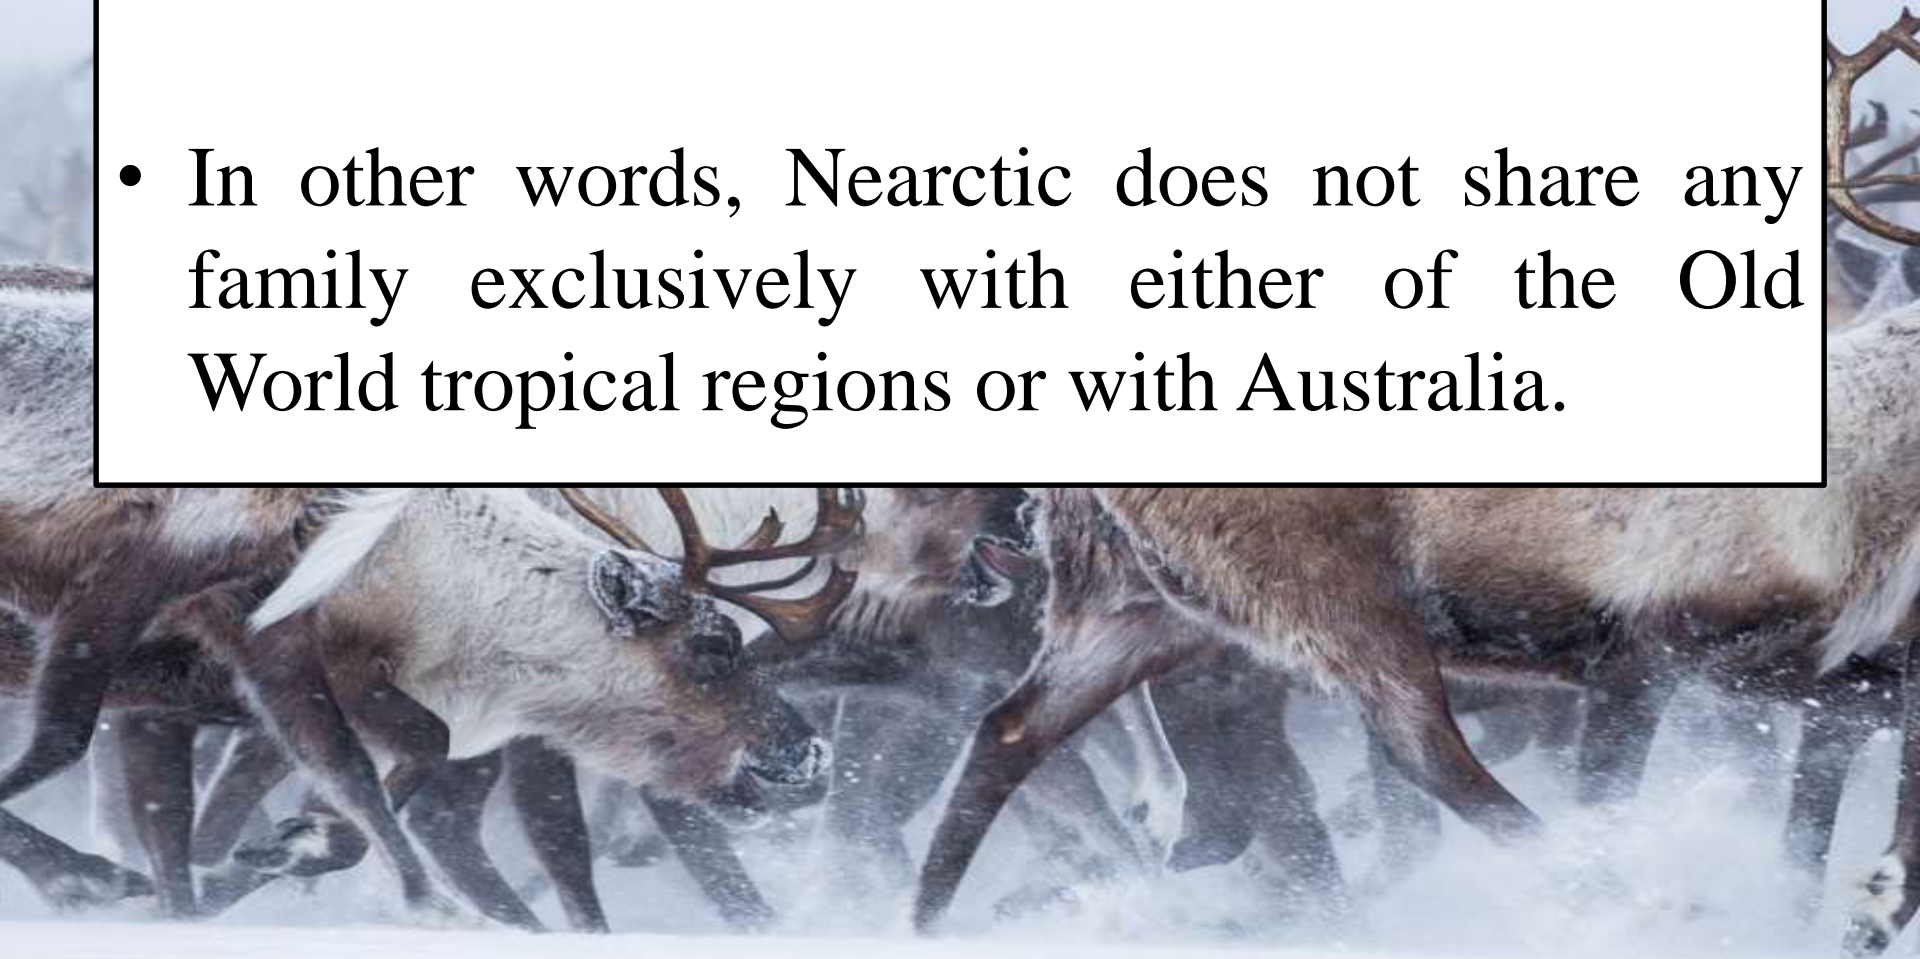 • In other words, Nearctic does not share any
family exclusively with either of the Old
World tropical regions or with Australia.